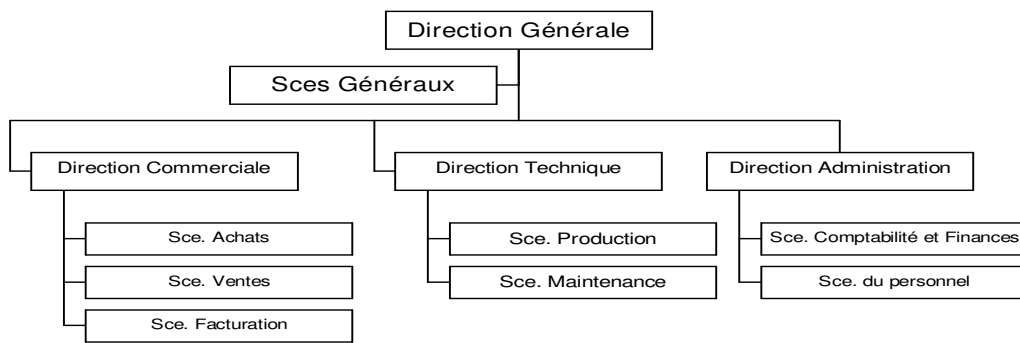 Direction Générale
Sces Généraux
Direction Commerciale
Direction Technique
Direction Administration
Sce. Achats
Sce. Production
Sce. Comptabilité et Finances
Sce. Ventes
Sce. Maintenance
Sce. du personnel
Sce. Facturation